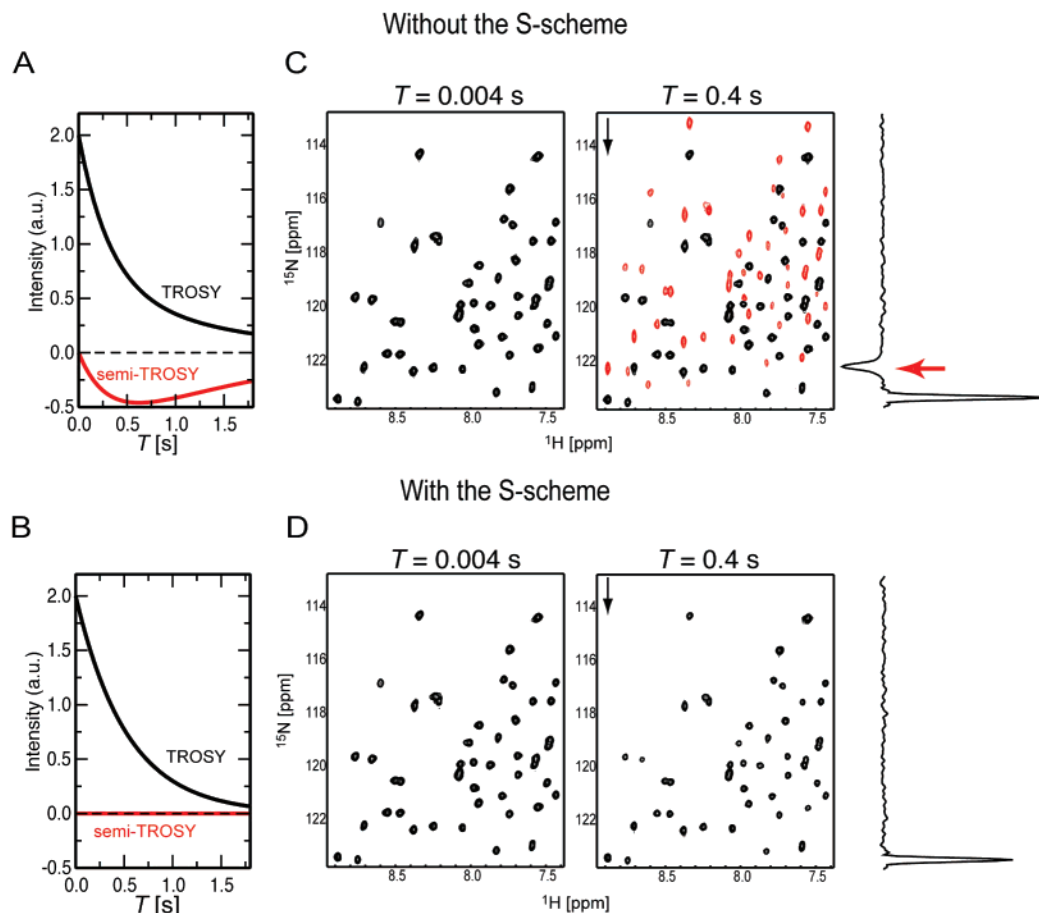 Without the S-scheme
A
C
T = 0.004 s
T = 0.4 s
2.0
1.5
1.0
0.5
0.0
-0.5
Intensity (a.u.)
TROSY
semi-TROSY
0.0 0.5 1.0 1.5
T [s]
114
116
118
120
122
15N [ppm]
8.5 8.0 7.5
114
116
118
120
122
8.5 8.0 7.5
1H [ppm]
With the S-scheme
B
D
T = 0.004 s
T = 0.4 s
2.0
1.5
1.0
0.5
0.0
-0.5
Intensity (a.u.)
TROSY
semi-TROSY
0.0 0.5 1.0 1.5
T [s]
114
116
118
120
122
15N [ppm]
8.5 8.0 7.5
114
116
118
120
122
8.5 8.0 7.5
1H [ppm]